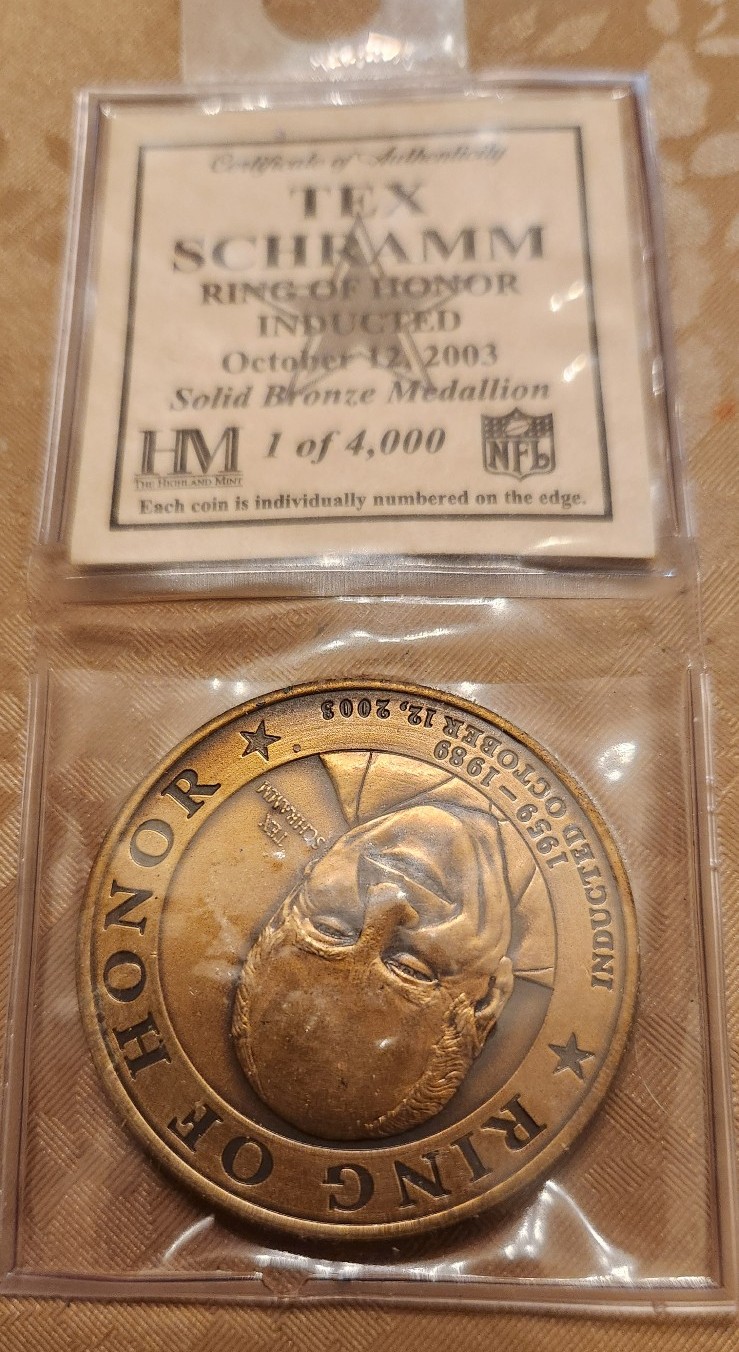 Certificate of Authenticity
TEX
SCHRAMM
RING OF HONOR
INDUCTED
October 12, 2003
Solid Bronze Medallion
HM 1 of 4,000 NFL
THE HIGHLAND MINT
Each coin is individually numbered on the edge.
RING OF HONOR
TEX
SCHRAMM
1959 - 1989
INDUCTED OCTOBER 12, 2003